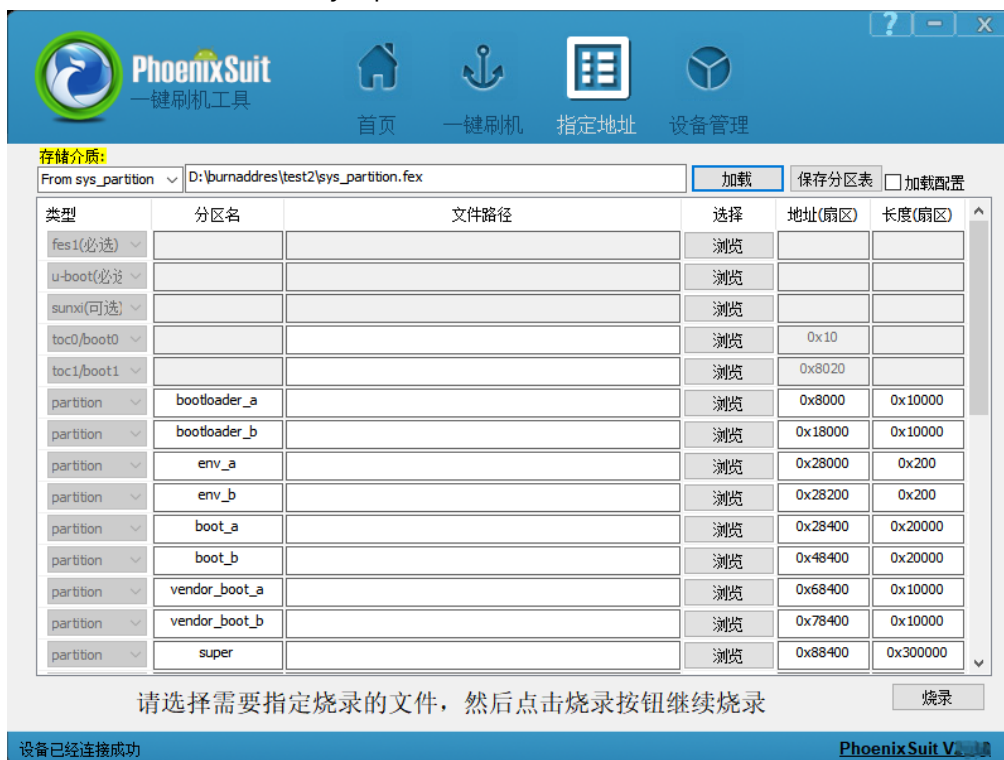 ? − X
PhoenixSuit
一键刷机工具
首页 一键刷机 指定地址 设备管理
存储介质:
From sys_partition D:\burnaddres\test2\sys_partition.fex 加载 保存分区表 加载配置
类型 分区名 文件路径 选择 地址(扇区) 长度(扇区)
fes1(必选) 浏览
u-boot(必选 浏览
sunxi(可选) 浏览
toc0/boot0 浏览 0x10
toc1/boot1 浏览 0x8020
partition bootloader_a 浏览 0x8000 0x10000
partition bootloader_b 浏览 0x18000 0x10000
partition env_a 浏览 0x28000 0x200
partition env_b 浏览 0x28200 0x200
partition boot_a 浏览 0x28400 0x20000
partition boot_b 浏览 0x48400 0x20000
partition vendor_boot_a 浏览 0x68400 0x10000
partition vendor_boot_b 浏览 0x78400 0x10000
partition super 浏览 0x88400 0x300000
请选择需要指定烧录的文件，然后点击烧录按钮继续烧录 烧录
设备已经连接成功 PhoenixSuit